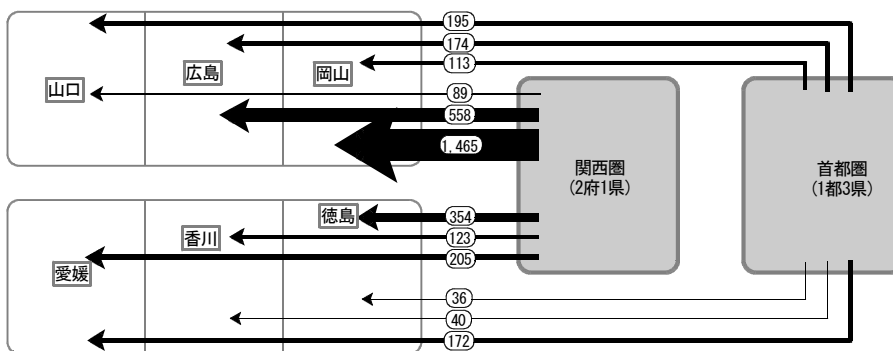 195
174
113
広島
岡山
山口
89
558
1,465
関西圏
(2府1県)
首都圏
(1都3県)
徳島
354
香川
123
205
愛媛
36
40
172